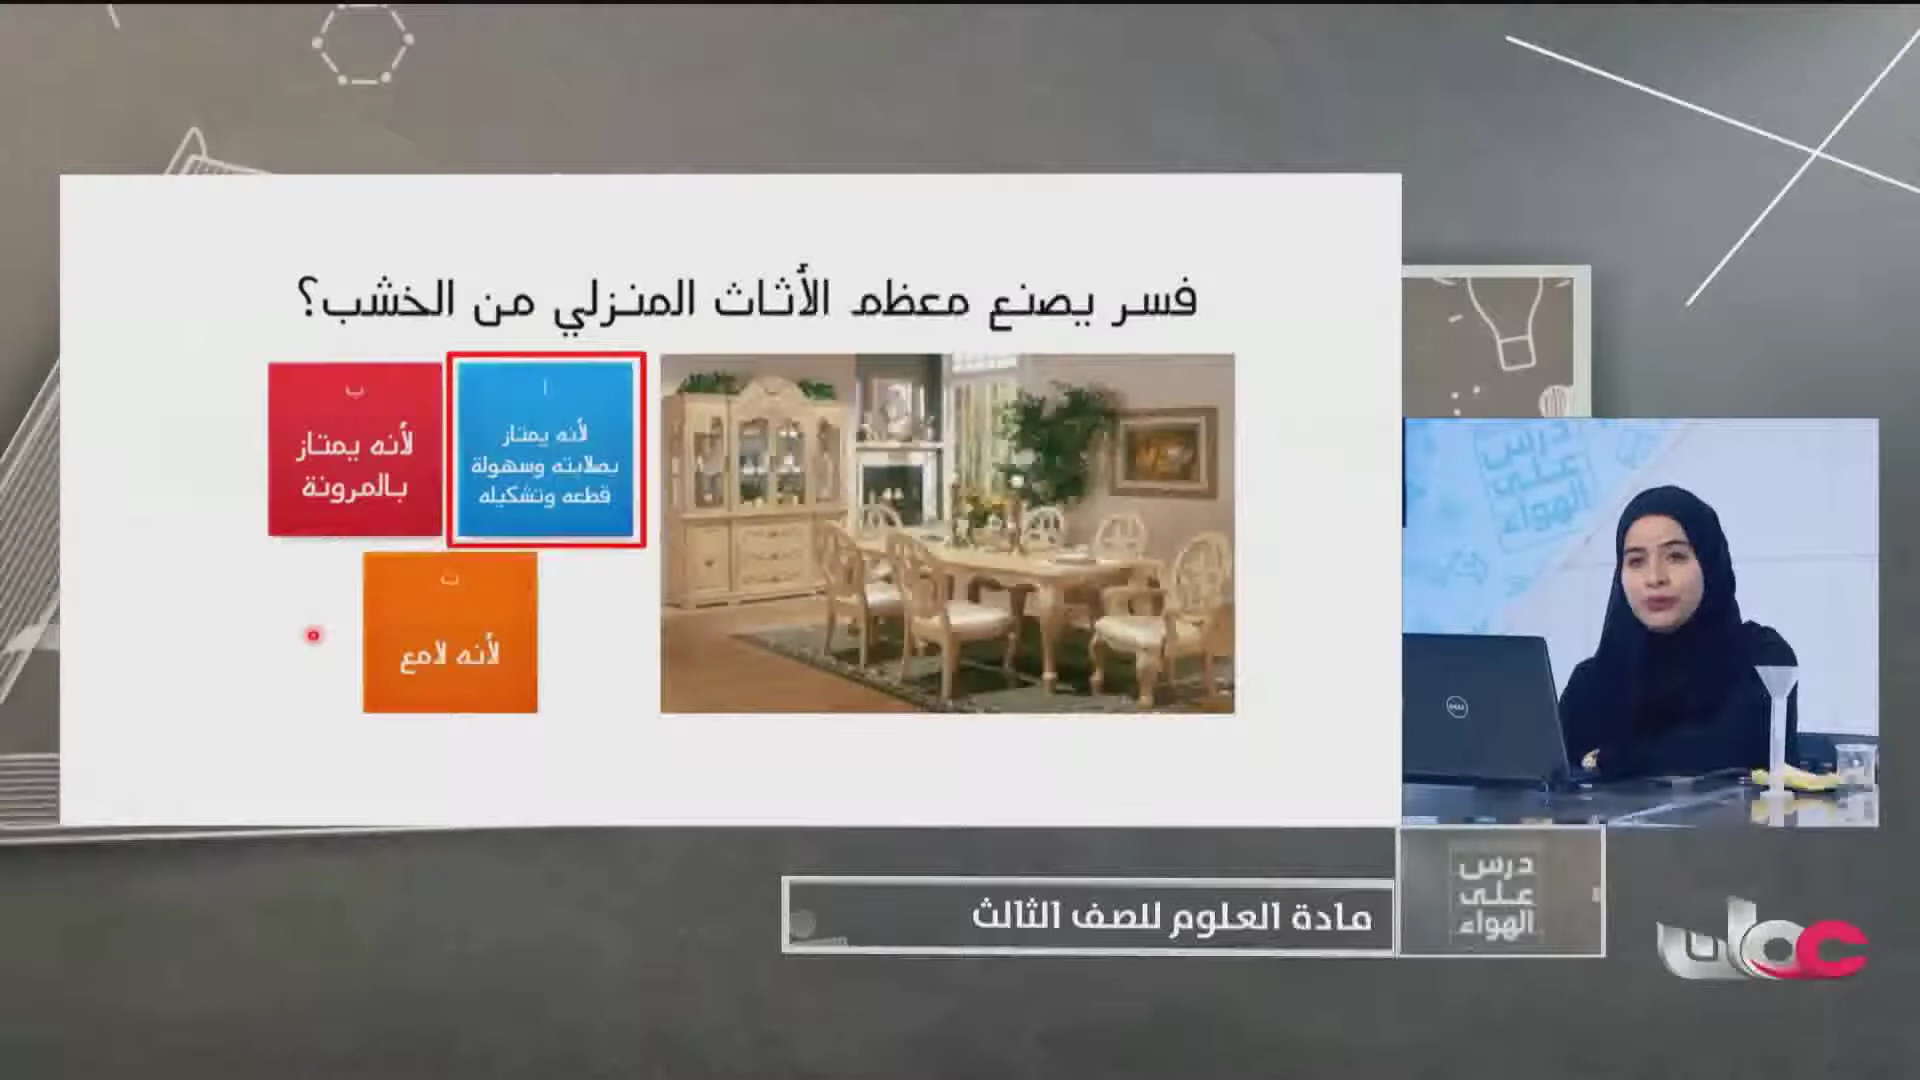 فسر يصنع معظم الأثاث المنزلي من الخشب؟
أ
لأنه يمتاز
بصلابته وسهولة
قطعه وتشكيله
ب
لأنه يمتاز
بالمرونة
ت
لأنه لامع
درس
على
الهواء
DELL
مادة العلوم للصف الثالث
درس
على
الهواء
عمان